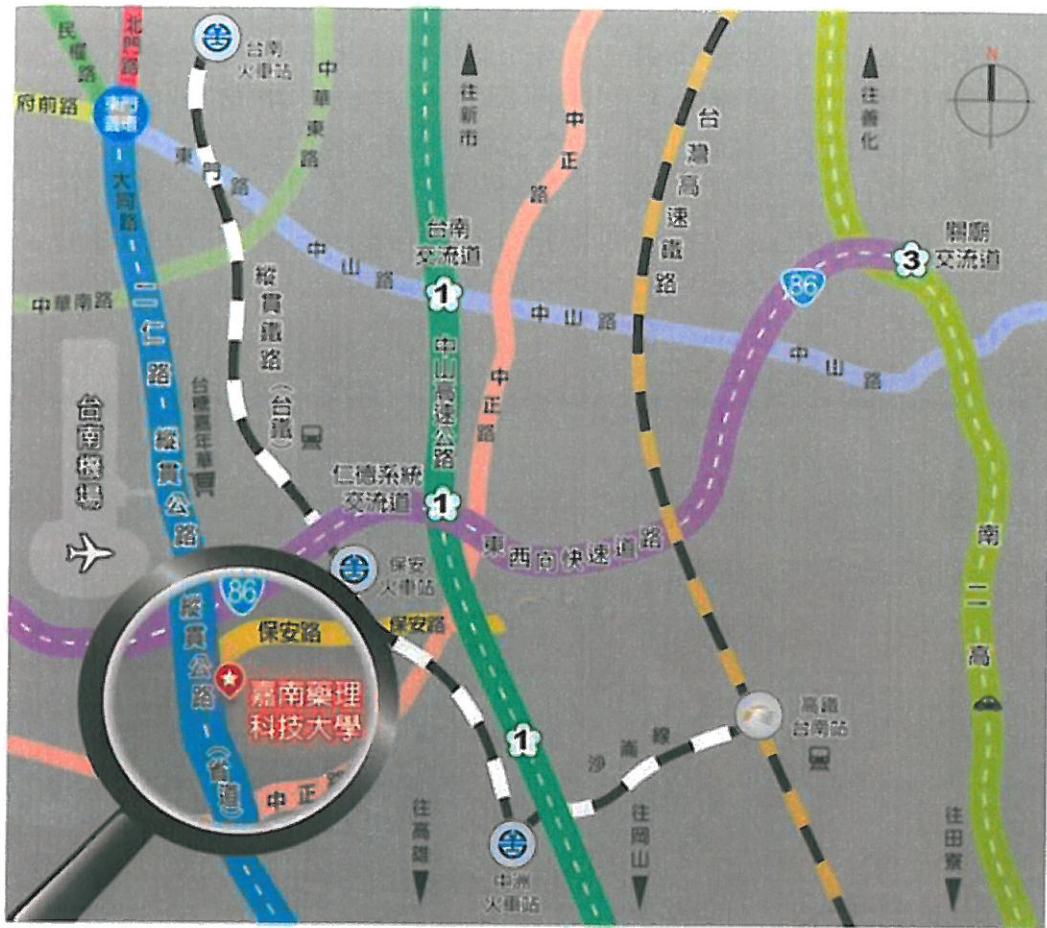 北門路
民權路
台南
火車站
府前路
東門
圓環
中華東路
往新市
中正路
台灣高速鐵路
往善化
N
大同路
東門路
中山路
台南
交流道
1
關廟
交流道
3
86
中華南路
二仁路
縱貫鐵路(台鐵)
中山高速公路
中山路
中山路
中正路
台糖嘉年華
台南機場
縱貫公路
仁德系統
交流道
1
東西向快速道路
南二高
保安
火車站
86
縱貫公路(省道)
保安路
保安路
嘉南藥理
科技大學
中正路
1
沙崙線
高鐵
台南站
往高雄
中洲
火車站
往岡山
往田寮